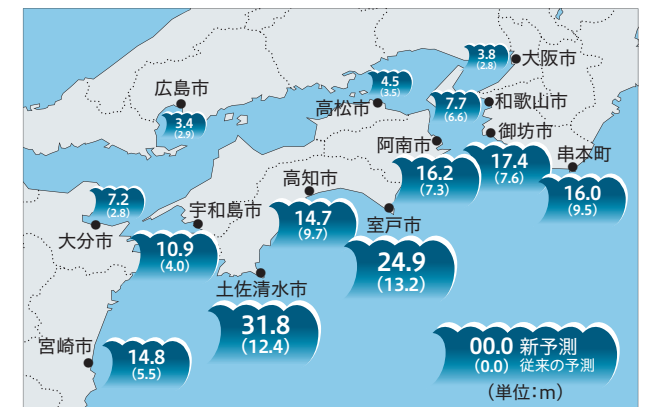 3.8
(2.8)
大阪市
広島市
3.4
(2.9)
4.5
(3.5)
高松市
7.7
(6.6)
和歌山市
御坊市
17.4
(7.6)
阿南市
16.2
(7.3)
串本町
16.0
(9.5)
高知市
14.7
(9.7)
室戸市
24.9
(13.2)
7.2
(2.8)
大分市
宇和島市
10.9
(4.0)
土佐清水市
31.8
(12.4)
宮崎市
14.8
(5.5)
00.0 新予測
(0.0) 従来の予測
(単位:m)